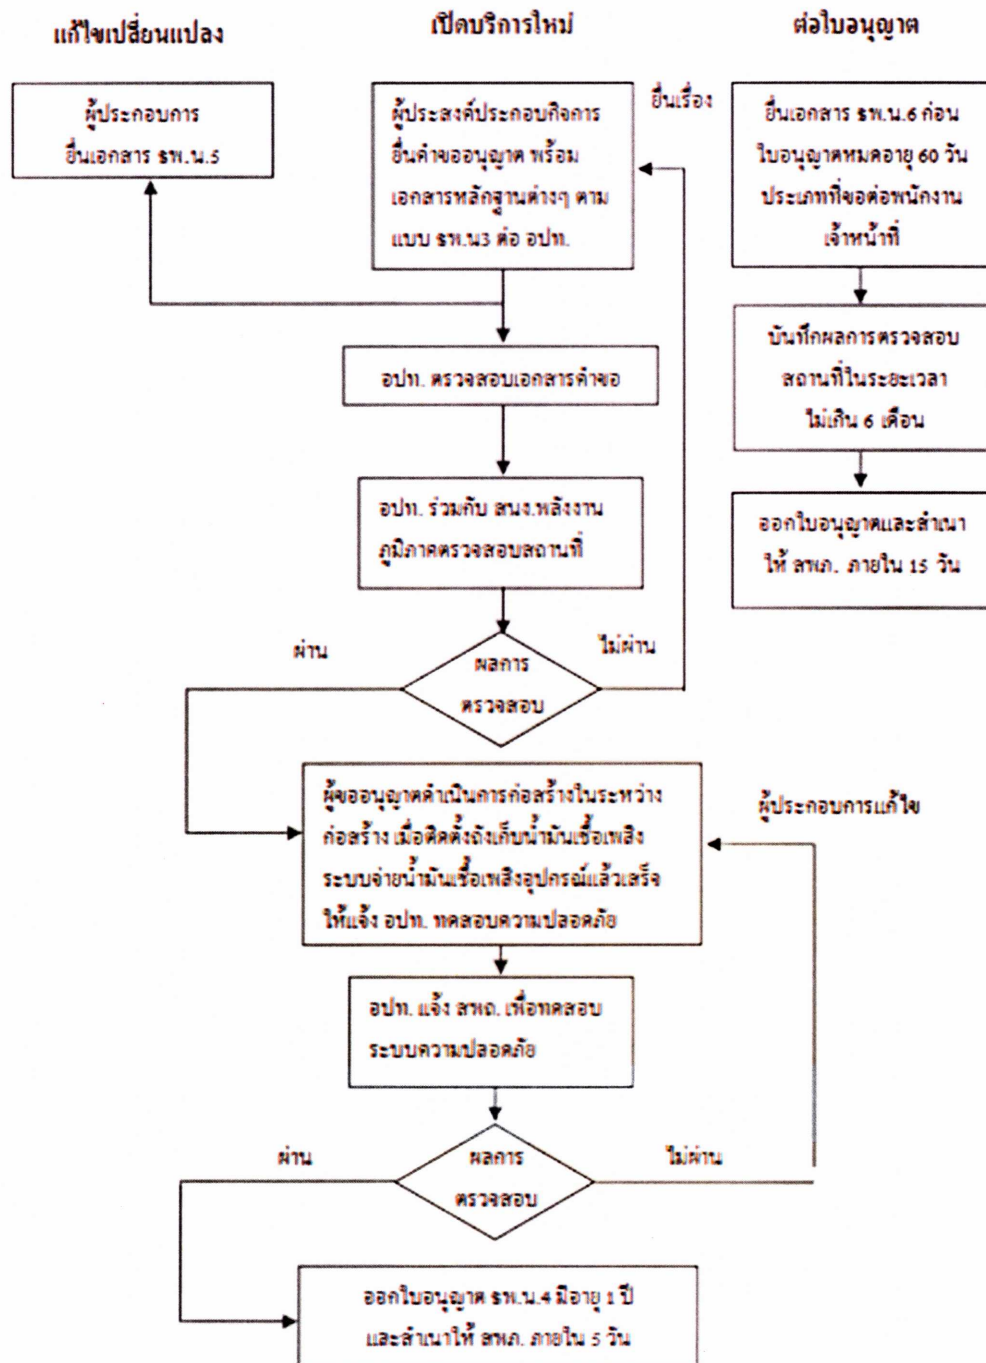 แก้ไขเปลี่ยนแปลง
เปิดบริการใหม่
ต่อใบอนุญาต
ผู้ประกอบการ
ยื่นเอกสาร ธพ.น.5
ผู้ประสงค์ประกอบกิจการ
ยื่นคำขออนุญาต พร้อม
เอกสารหลักฐานต่างๆ ตาม
แบบ ธพ.น3 ต่อ อปท.
ยื่นเรื่อง
ยื่นเอกสาร ธพ.น.6 ก่อน
ใบอนุญาตหมดอายุ 60 วัน
ประเภทที่ขอต่อพนักงาน
เจ้าหน้าที่
อปท. ตรวจสอบเอกสารคำขอ
บันทึกผลการตรวจสอบ
สถานที่ในระยะเวลา
ไม่เกิน 6 เดือน
อปท. ร่วมกับ สนง.พลังงาน
ภูมิภาคตรวจสอบสถานที่
ออกใบอนุญาตและสำเนา
ให้ สพภ. ภายใน 15 วัน
ผ่าน
ผลการ
ตรวจสอบ
ไม่ผ่าน
ผู้ขออนุญาตดำเนินการก่อสร้างในระหว่าง
ก่อสร้าง เมื่อติดตั้งถังเก็บน้ำมันเชื้อเพลิง
ระบบจ่ายน้ำมันเชื้อเพลิงอุปกรณ์แล้วเสร็จ
ให้แจ้ง อปท. ทดสอบความปลอดภัย
ผู้ประกอบการแก้ไข
อปท. แจ้ง สพถ. เพื่อทดสอบ
ระบบความปลอดภัย
ผ่าน
ผลการ
ตรวจสอบ
ไม่ผ่าน
ออกใบอนุญาต ธพ.น.4 มีอายุ 1 ปี
และสำเนาให้ สพภ. ภายใน 5 วัน